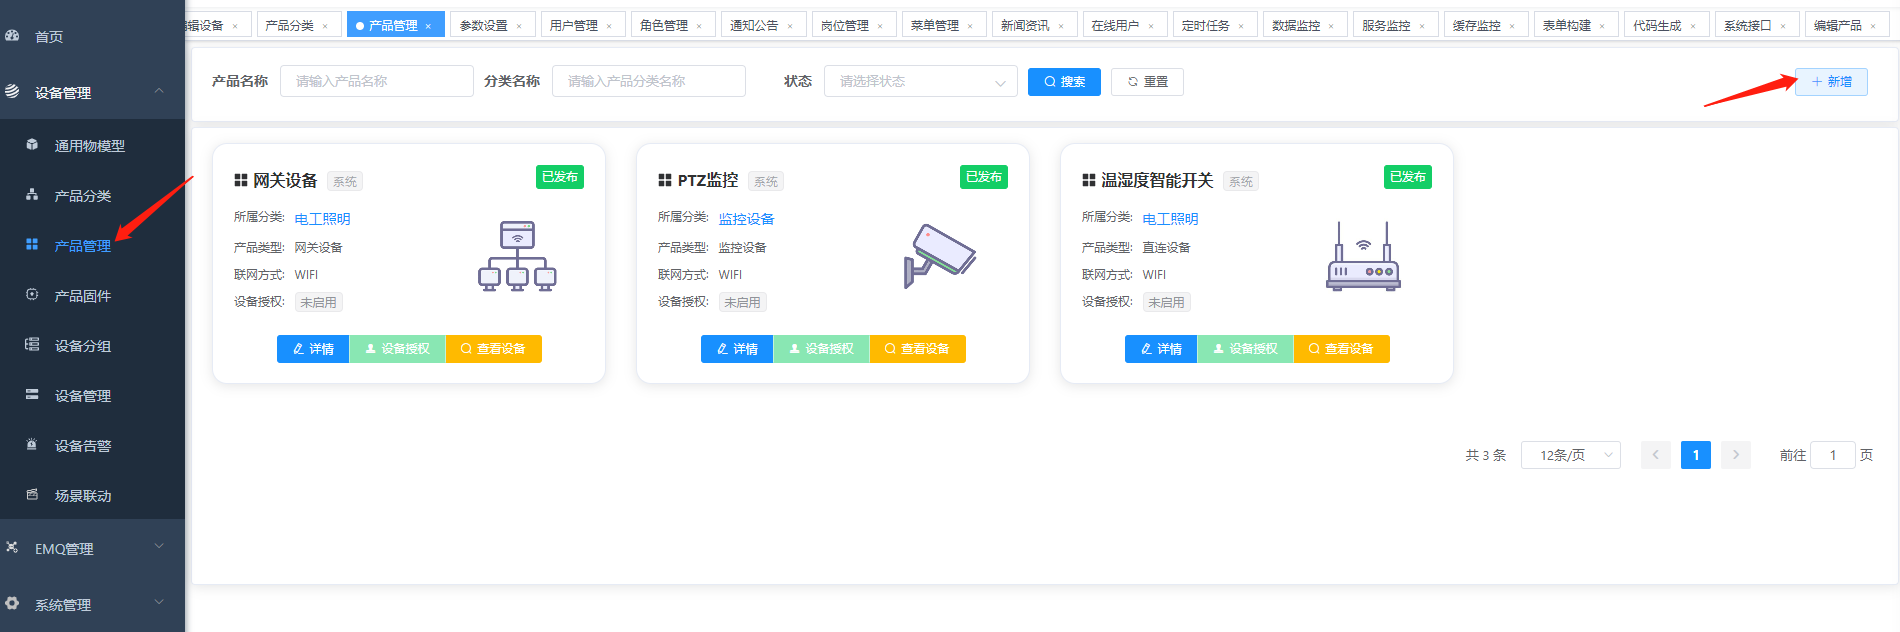 首页
设备管理
通用物模型
产品分类
产品管理
产品固件
设备分组
设备管理
设备告警
场景联动
EMQ管理
系统管理
辑设备 × 产品分类 × 产品管理 × 参数设置 × 用户管理 × 角色管理 × 通知公告 × 岗位管理 × 菜单管理 × 新闻资讯 × 在线用户 × 定时任务 × 数据监控 × 服务监控 × 缓存监控 × 表单构建 × 代码生成 × 系统接口 × 编辑产品 ×
产品名称 请输入产品名称 分类名称 请输入产品分类名称 状态 请选择状态 搜索 重置 + 新增
网关设备 系统 已发布
所属分类: 电工照明
产品类型: 网关设备
联网方式: WIFI
设备授权: 未启用
详情 设备授权 查看设备
PTZ监控 系统 已发布
所属分类: 监控设备
产品类型: 监控设备
联网方式: WIFI
设备授权: 未启用
详情 设备授权 查看设备
温湿度智能开关 系统 已发布
所属分类: 电工照明
产品类型: 直连设备
联网方式: WIFI
设备授权: 未启用
详情 设备授权 查看设备
共 3 条 12条/页 1 前往 1 页